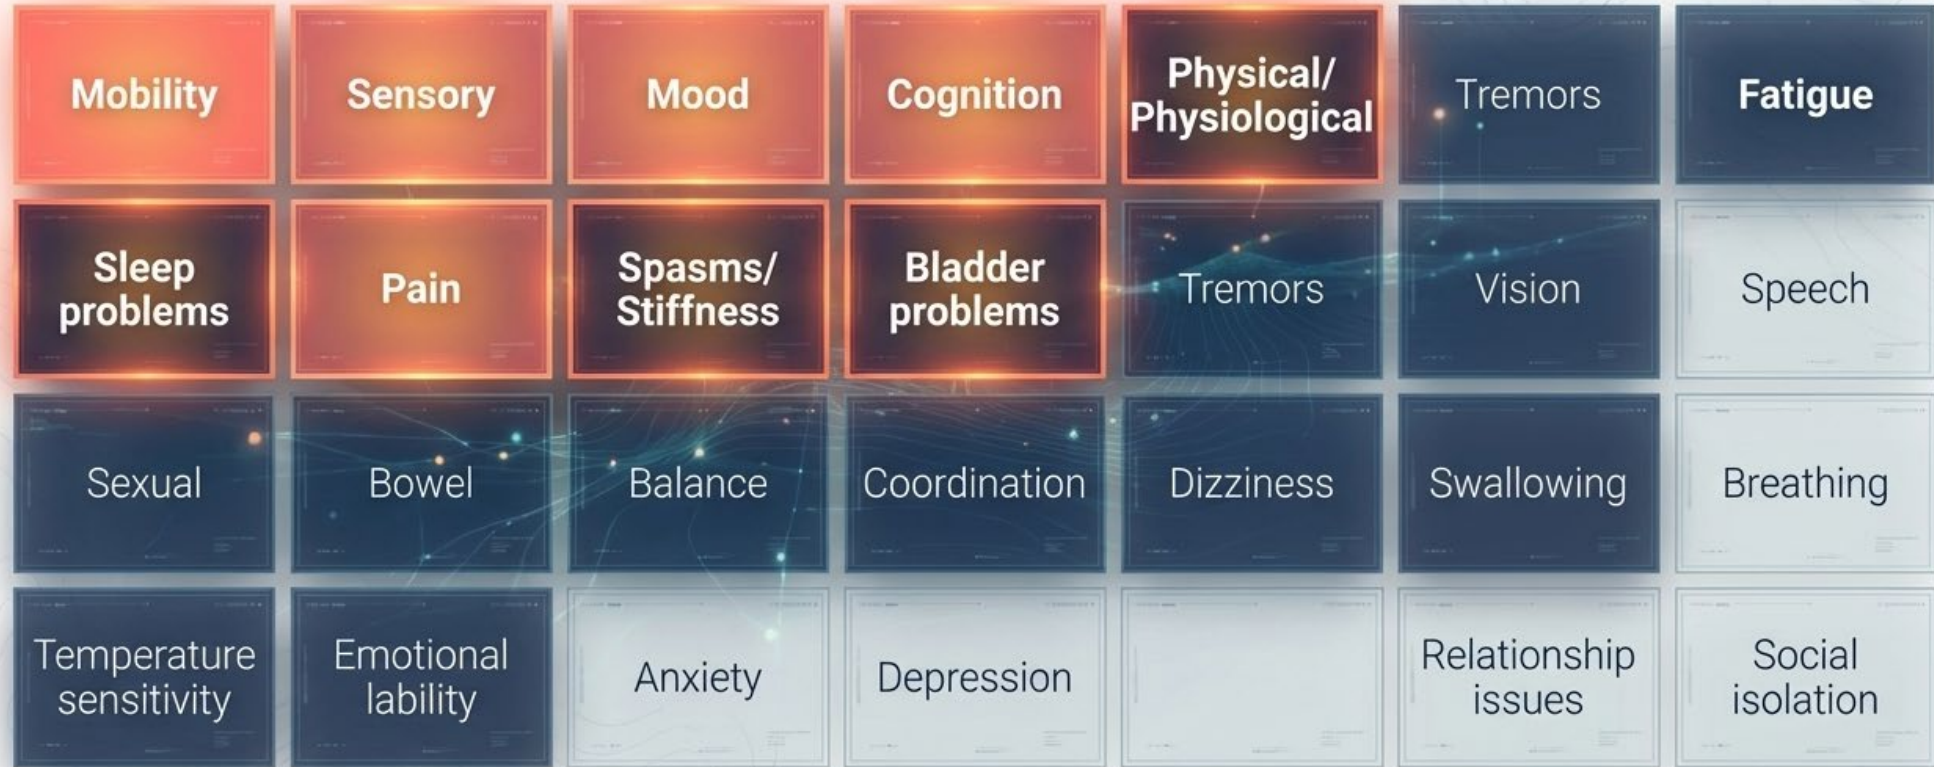 Mobility
Sensory
Mood
Cognition
Physical/
Physiological
Tremors
Fatigue
Sleep
problems
Pain
Spasms/
Stiffness
Bladder
problems
Tremors
Vision
Speech
Sexual
Bowel
Balance
Coordination
Dizziness
Swallowing
Breathing
Temperature
sensitivity
Emotional
lability
Anxiety
Depression
Relationship
issues
Social
isolation